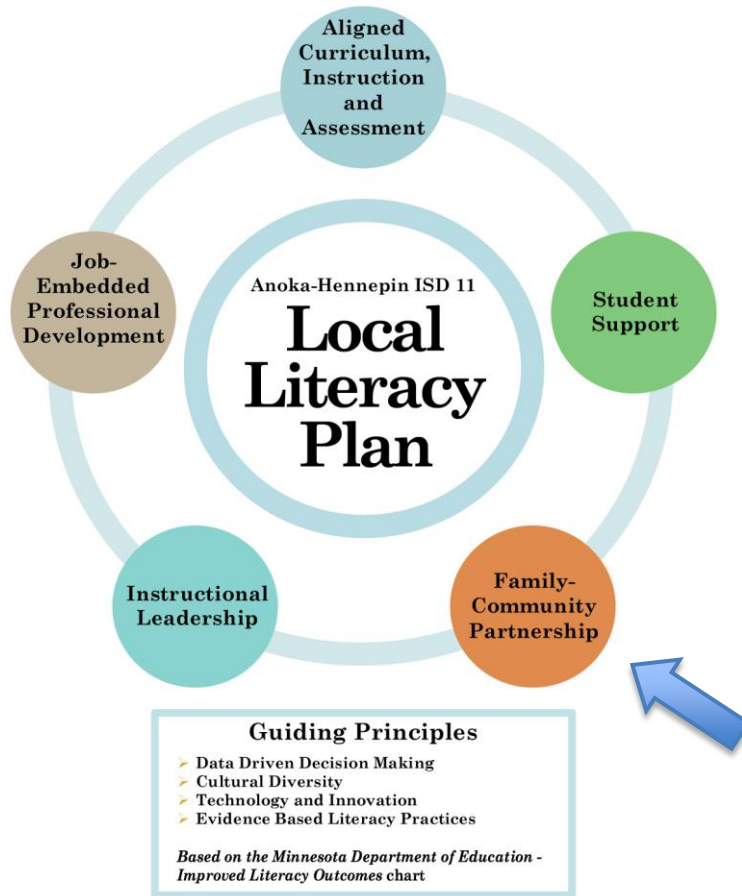 Aligned
Curriculum,
Instruction
and
Assessment
Job-
Embedded
Professional
Development
Anoka-Hennepin ISD 11
Local
Literacy
Plan
Student
Support
Instructional
Leadership
Family-
Community
Partnership
Guiding Principles
➢ Data Driven Decision Making
➢ Cultural Diversity
➢ Technology and Innovation
➢ Evidence Based Literacy Practices
Based on the Minnesota Department of Education -
Improved Literacy Outcomes chart